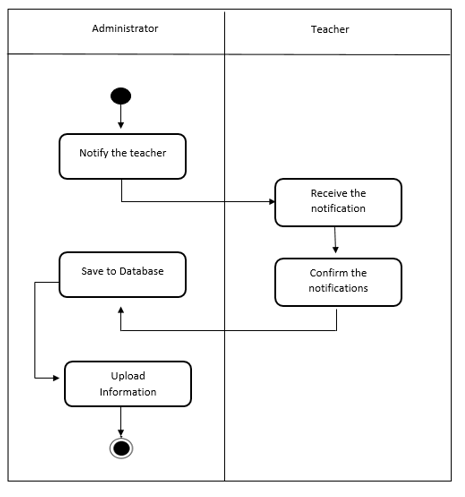 Administrator
Teacher
Notify the teacher
Receive the
notification
Save to Database
Confirm the
notifications
Upload
Information